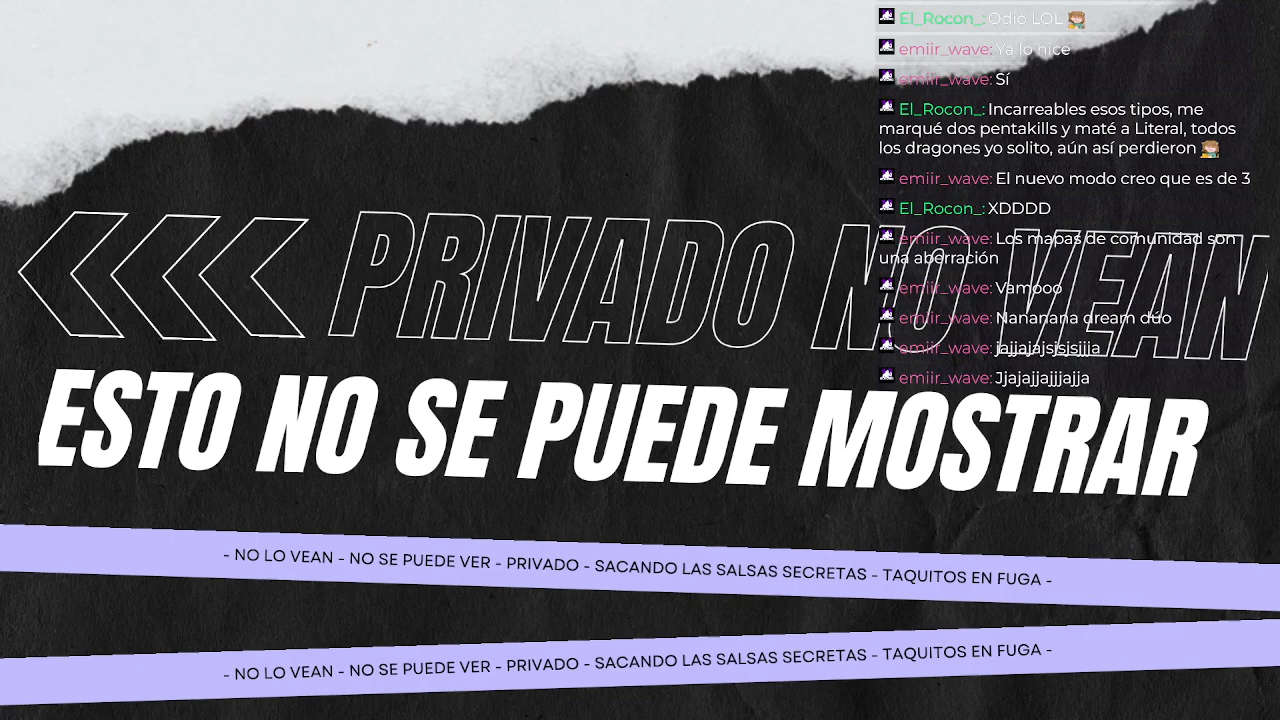 El_Rocon_: Odio LOL
emiir_wave: Ya lo nice
emiir_wave: Sí
El_Rocon_: Incarreables esos tipos, me
marqué dos pentakills y maté a Literal, todos
los dragones yo solito, aún así perdieron
emiir_wave: El nuevo modo creo que es de 3
El_Rocon_: XDDDD
emiir_wave: Los mapas de comunidad son
una aberración
emiir_wave: Vamooo
emiir_wave: Nananana dream dúo
emiir_wave: jajjajajsjsjsjjja
emiir_wave: Jjajajjajjjajja
<<< PRIVADO NO VEAN
ESTO NO SE PUEDE MOSTRAR
- NO LO VEAN - NO SE PUEDE VER - PRIVADO - SACANDO LAS SALSAS SECRETAS - TAQUITOS EN FUGA -
- NO LO VEAN - NO SE PUEDE VER - PRIVADO - SACANDO LAS SALSAS SECRETAS - TAQUITOS EN FUGA -